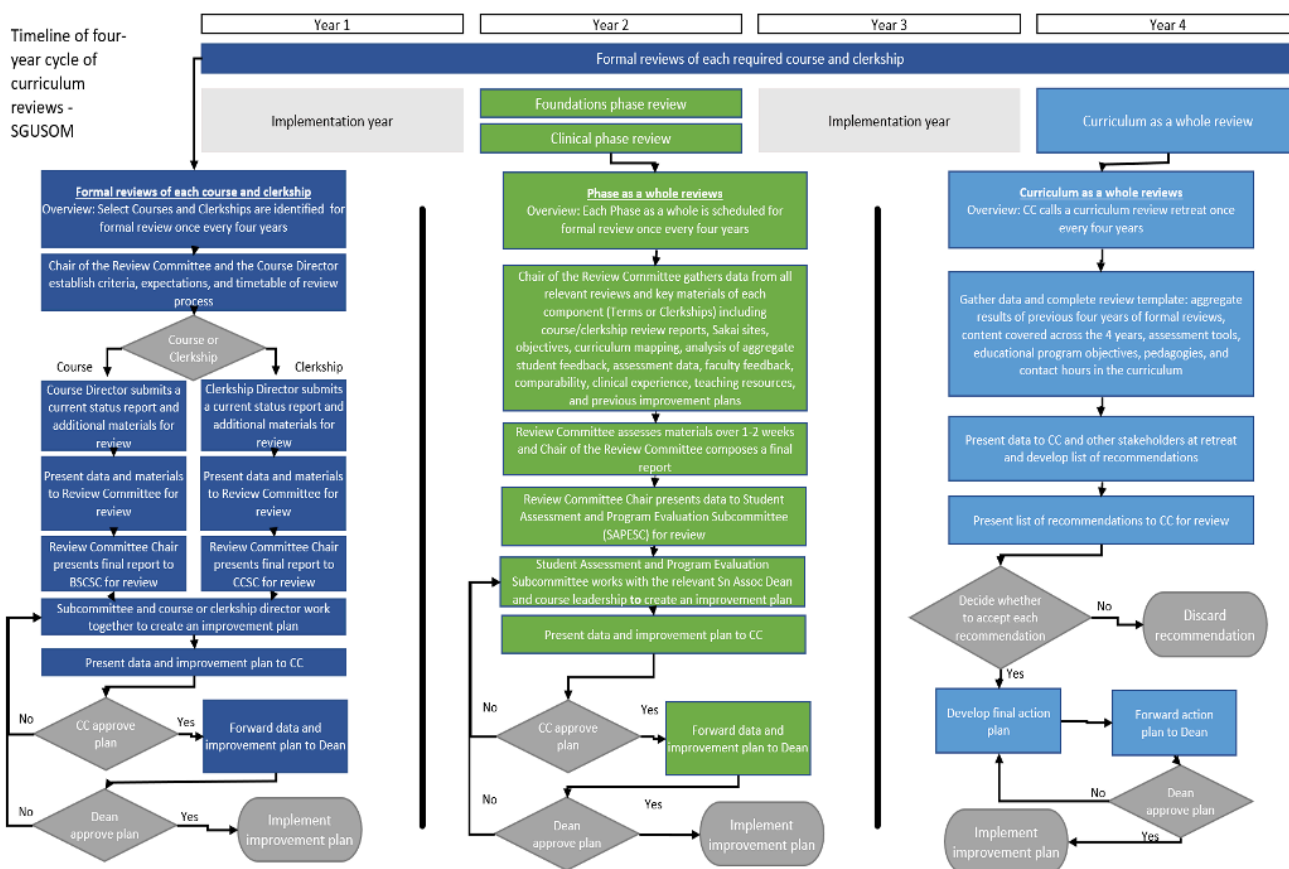 Timeline of four-
year cycle of
curriculum
reviews -
SGUSOM
Year 1
Year 2
Year 3
Year 4
Formal reviews of each required course and clerkship
Implementation year
Foundations phase review
Clinical phase review
Implementation year
Curriculum as a whole review
Formal reviews of each course and clerkship
Overview: Select Courses and Clerkships are identified for
formal review once every four years
Chair of the Review Committee and the Course Director
establish criteria, expectations, and timetable of review
process
Course or
Clerkship
Course
Clerkship
Course Director submits a
current status report and
additional materials for
review
Clerkship Director submits
a current status report and
additional materials for
review
Present data and materials
to Review Committee for
review
Present data and materials
to Review Committee for
review
Review Committee Chair
presents final report to
BSCSC for review
Review Committee Chair
presents final report to
CCSC for review
Subcommittee and course or clerkship director work
together to create an improvement plan
Present data and improvement plan to CC
No
CC approve
plan
Yes
Forward data and
improvement plan to Dean
No
Dean
approve plan
Yes
Implement
improvement plan
Phase as a whole reviews
Overview: Each Phase as a whole is scheduled for
formal review once every four years
Chair of the Review Committee gathers data from all
relevant reviews and key materials of each
component (Terms or Clerkships) including
course/clerkship review reports, Sakai sites,
objectives, curriculum mapping, analysis of aggregate
student feedback, assessment data, faculty feedback,
comparability, clinical experience, teaching resources,
and previous improvement plans
Review Committee assesses materials over 1-2 weeks
and Chair of the Review Committee composes a final
report
Review Committee Chair presents data to Student
Assessment and Program Evaluation Subcommittee
(SAPESC) for review
Student Assessment and Program Evaluation
Subcommittee works with the relevant Sn Assoc Dean
and course leadership to create an improvement plan
Present data and improvement plan to CC
No
CC approve
plan
Yes
Forward data and
improvement plan to Dean
No
Dean
approve plan
Yes
Implement
improvement plan
Curriculum as a whole reviews
Overview: CC calls a curriculum review retreat once
every four years
Gather data and complete review template: aggregate
results of previous four years of formal reviews,
content covered across the 4 years, assessment tools,
educational program objectives, pedagogies, and
contact hours in the curriculum
Present data to CC and other stakeholders at retreat
and develop list of recommendations
Present list of recommendations to CC for review
Decide whether
to accept each
recommendation
No
Discard
recommendation
Yes
Develop final action
plan
Forward action
plan to Dean
No
Dean
approve plan
Yes
Implement
improvement plan